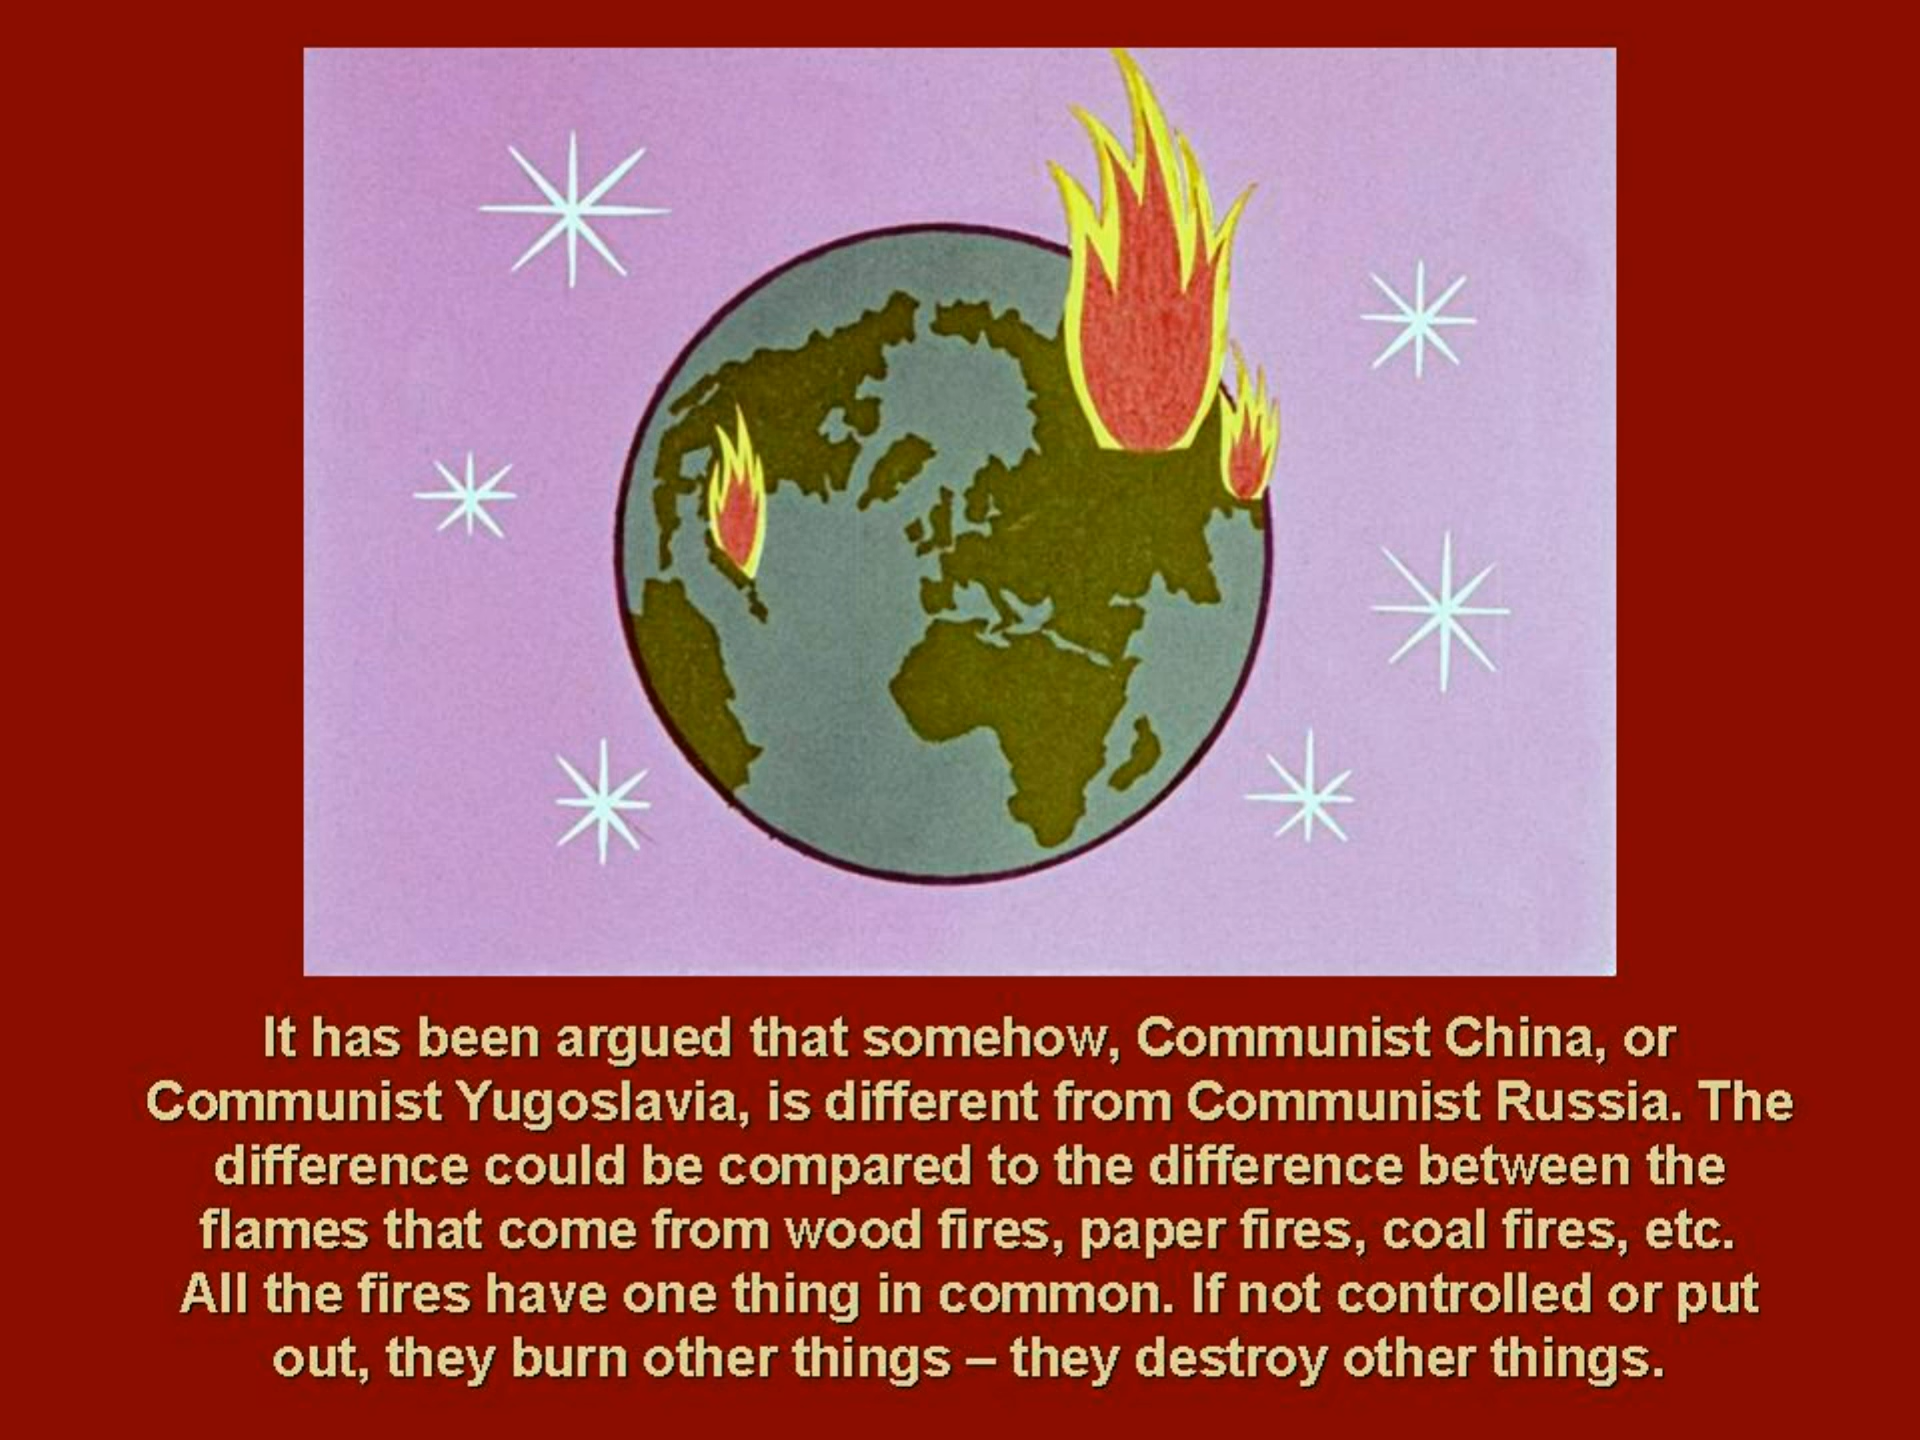 It has been argued that somehow, Communist China, or
Communist Yugoslavia, is different from Communist Russia. The
difference could be compared to the difference between the
flames that come from wood fires, paper fires, coal fires, etc.
All the fires have one thing in common. If not controlled or put
out, they burn other things – they destroy other things.